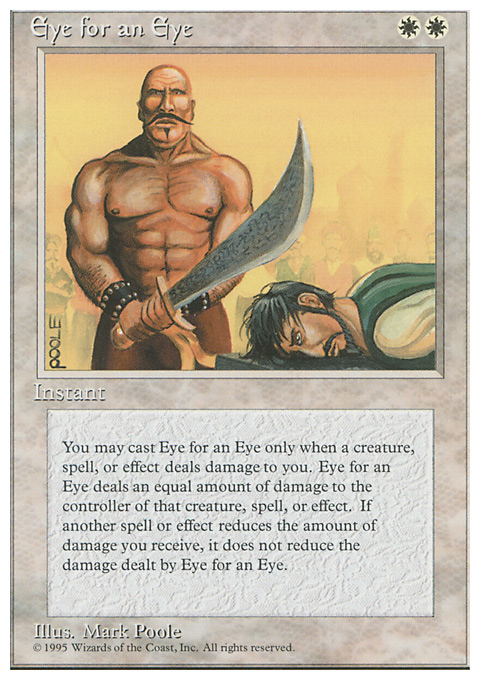 Eye for an Eye
POOLE
Instant
You may cast Eye for an Eye only when a creature,
spell, or effect deals damage to you. Eye for an
Eye deals an equal amount of damage to the
controller of that creature, spell, or effect. If
another spell or effect reduces the amount of
damage you receive, it does not reduce the
damage dealt by Eye for an Eye.
Illus. Mark Poole
© 1995 Wizards of the Coast, Inc. All rights reserved.